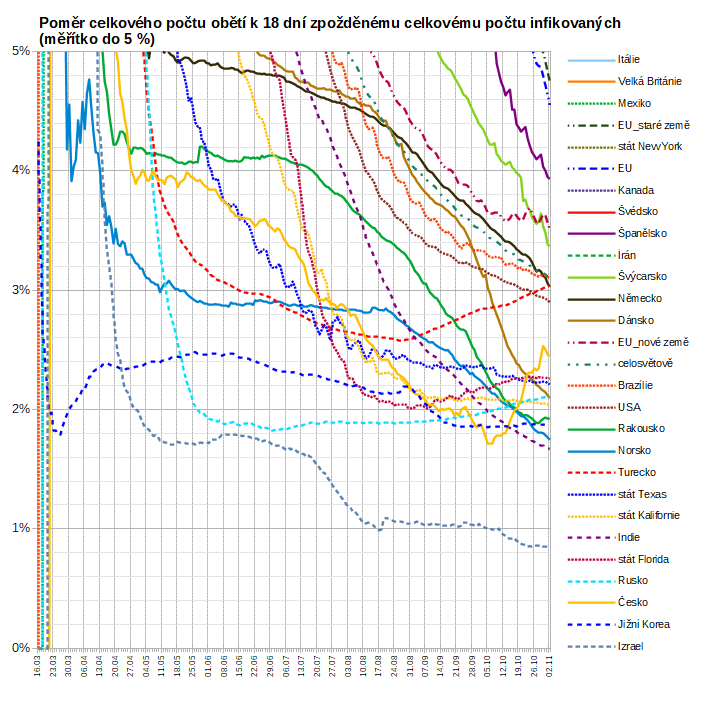 Poměr celkového počtu obětí k 18 dní zpožděnému celkovému počtu infikovaných
(měřítko do 5 %)
5%
4%
3%
2%
1%
0%
16.03
23.03
30.03
06.04
13.04
20.04
27.04
04.05
11.05
18.05
25.05
01.06
08.06
15.06
22.06
29.06
06.07
13.07
20.07
27.07
03.08
10.08
17.08
24.08
31.08
07.09
14.09
21.09
28.09
05.10
12.10
19.10
26.10
02.11
Itálie
Velká Británie
Mexiko
EU_staré země
stát NewYork
EU
Kanada
Švédsko
Španělsko
Irán
Švýcarsko
Německo
Dánsko
EU_nové země
celosvětově
Brazílie
USA
Rakousko
Norsko
Turecko
stát Texas
stát Kalifornie
Indie
stát Florida
Rusko
Česko
Jižní Korea
Izrael